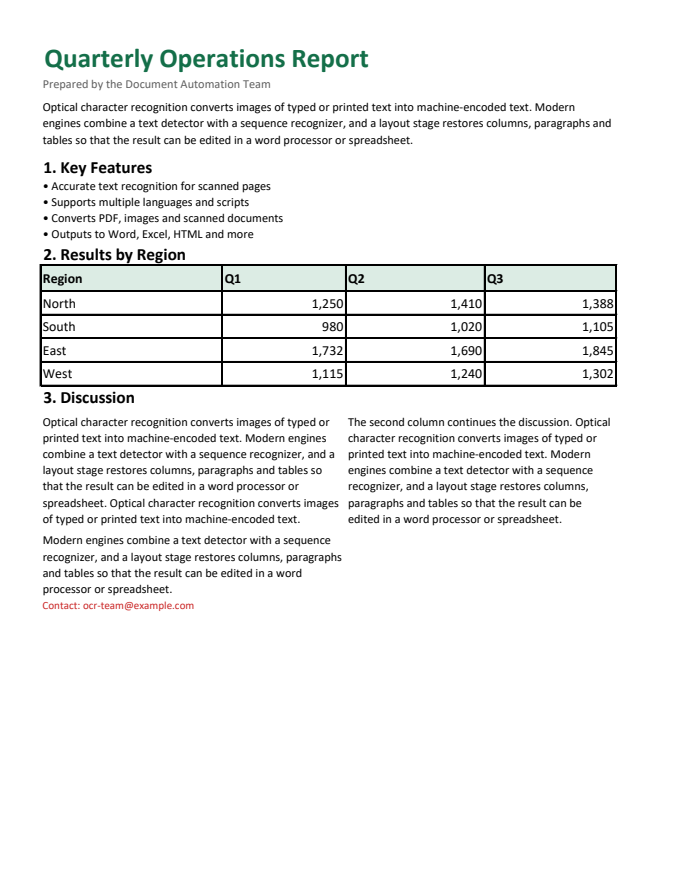 Quarterly Operations Report
Prepared by the Document Automation Team
Optical character recognition converts images of typed or printed text into machine-encoded text. Modern
engines combine a text detector with a sequence recognizer, and a layout stage restores columns, paragraphs and
tables so that the result can be edited in a word processor or spreadsheet.
1. Key Features
• Accurate text recognition for scanned pages
• Supports multiple languages and scripts
• Converts PDF, images and scanned documents
• Outputs to Word, Excel, HTML and more
2. Results by Region
Region Q1 Q2 Q3
North 1,250 1,410 1,388
South 980 1,020 1,105
East 1,732 1,690 1,845
West 1,115 1,240 1,302
3. Discussion
Optical character recognition converts images of typed or
printed text into machine-encoded text. Modern engines
combine a text detector with a sequence recognizer, and a
layout stage restores columns, paragraphs and tables so
that the result can be edited in a word processor or
spreadsheet. Optical character recognition converts images
of typed or printed text into machine-encoded text.
Modern engines combine a text detector with a sequence
recognizer, and a layout stage restores columns, paragraphs
and tables so that the result can be edited in a word
processor or spreadsheet.
Contact: ocr-team@example.com
The second column continues the discussion. Optical
character recognition converts images of typed or
printed text into machine-encoded text. Modern
engines combine a text detector with a sequence
recognizer, and a layout stage restores columns,
paragraphs and tables so that the result can be
edited in a word processor or spreadsheet.